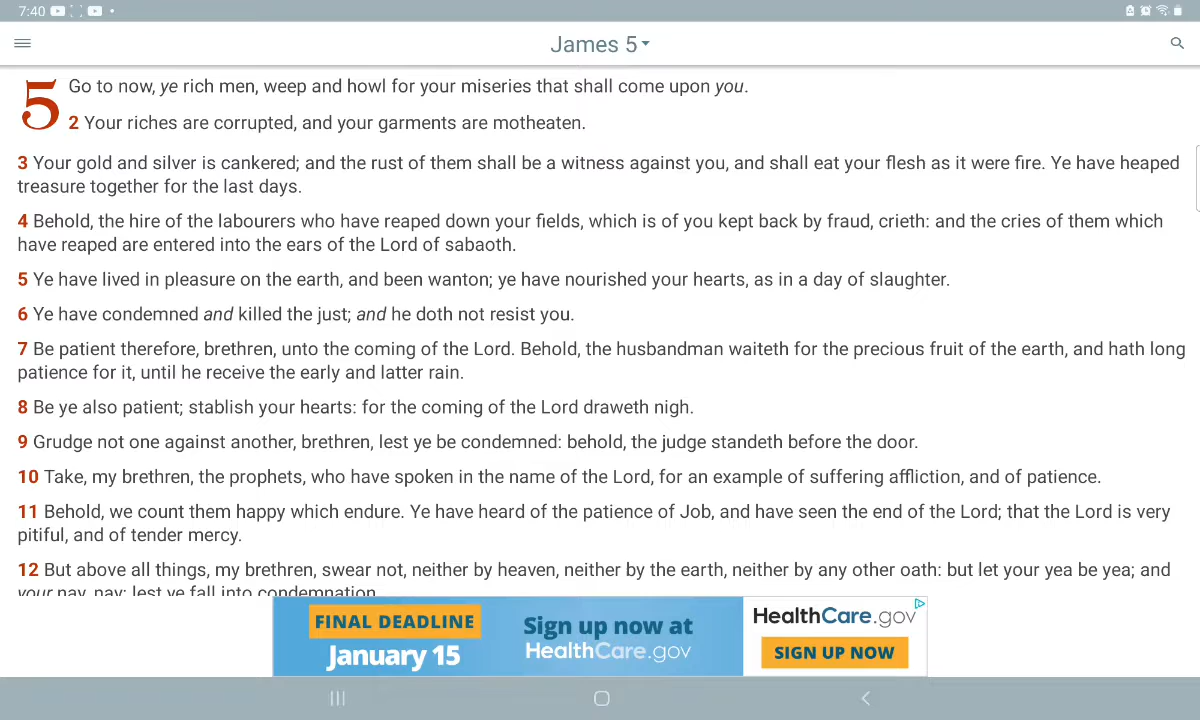 7:40
James 5
5 Go to now, ye rich men, weep and howl for your miseries that shall come upon you.
2 Your riches are corrupted, and your garments are motheaten.
3 Your gold and silver is cankered; and the rust of them shall be a witness against you, and shall eat your flesh as it were fire. Ye have heaped
treasure together for the last days.
4 Behold, the hire of the labourers who have reaped down your fields, which is of you kept back by fraud, crieth: and the cries of them which
have reaped are entered into the ears of the Lord of sabaoth.
5 Ye have lived in pleasure on the earth, and been wanton; ye have nourished your hearts, as in a day of slaughter.
6 Ye have condemned and killed the just; and he doth not resist you.
7 Be patient therefore, brethren, unto the coming of the Lord. Behold, the husbandman waiteth for the precious fruit of the earth, and hath long
patience for it, until he receive the early and latter rain.
8 Be ye also patient; stablish your hearts: for the coming of the Lord draweth nigh.
9 Grudge not one against another, brethren, lest ye be condemned: behold, the judge standeth before the door.
10 Take, my brethren, the prophets, who have spoken in the name of the Lord, for an example of suffering affliction, and of patience.
11 Behold, we count them happy which endure. Ye have heard of the patience of Job, and have seen the end of the Lord; that the Lord is very
pitiful, and of tender mercy.
12 But above all things, my brethren, swear not, neither by heaven, neither by the earth, neither by any other oath: but let your yea be yea; and
your nay, nay; lest ye fall into condemnation
FINAL DEADLINE
January 15
Sign up now at
HealthCare.gov
HealthCare.gov
SIGN UP NOW